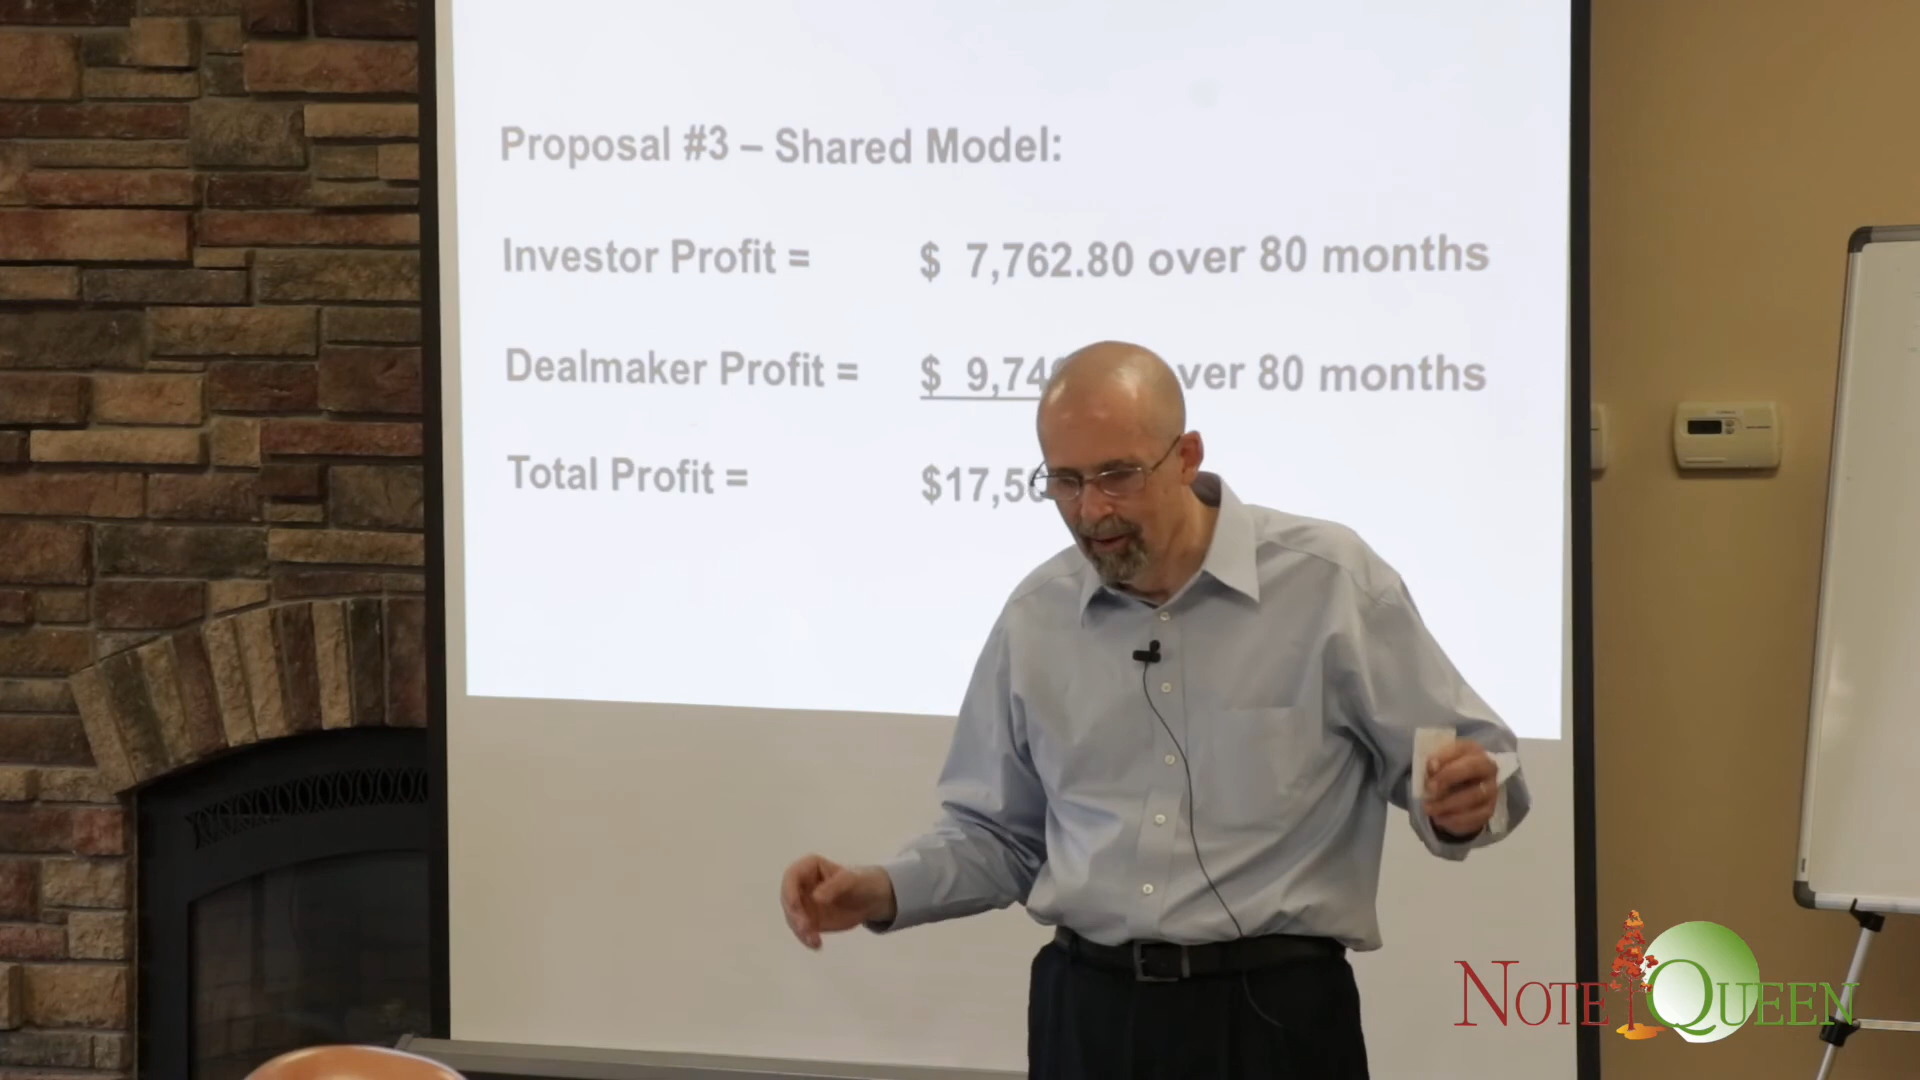 Proposal #3 – Shared Model:
Investor Profit = $ 7,762.80 over 80 months
Dealmaker Profit = $ 9,74 over 80 months
Total Profit = $17,5
NOTE QUEEN